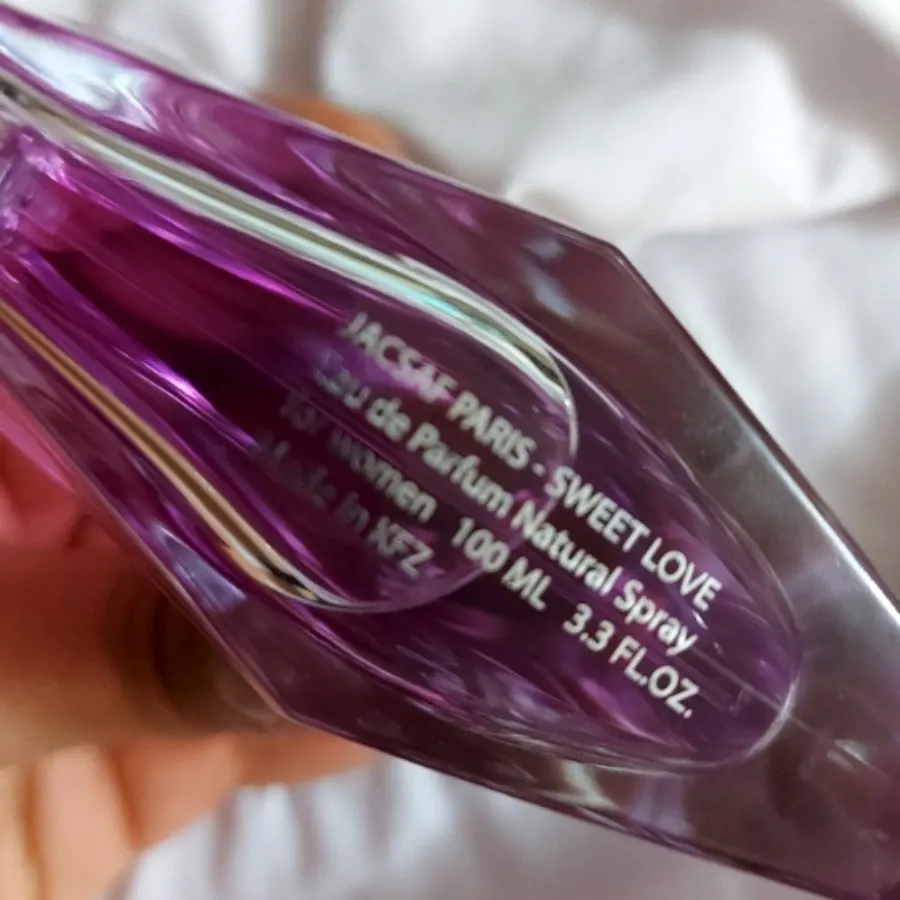 JACSAF PARIS - SWEET LOVE
Eau de Parfum Natural Spray
for women 100 ML 3.3 FL.OZ.
Made in KFZ